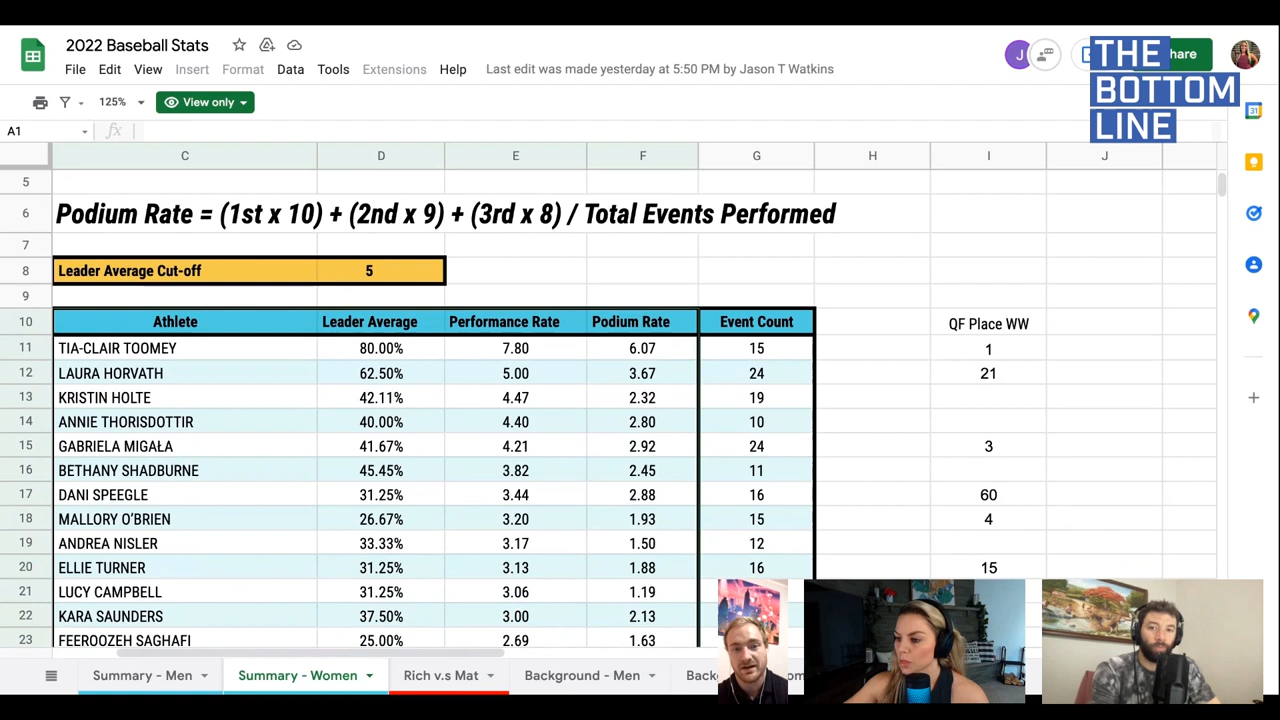 2022 Baseball Stats
File Edit View Insert Format Data Tools Extensions Help Last edit was made yesterday at 5:50 PM by Jason T Watkins
J
hare
THE
BOTTOM
LINE
125% View only
31
A1 fx
C D E F G H I J
5
6 Podium Rate = (1st x 10) + (2nd x 9) + (3rd x 8) / Total Events Performed
7
8 Leader Average Cut-off 5
9
10 Athlete Leader Average Performance Rate Podium Rate Event Count QF Place WW
11 TIA-CLAIR TOOMEY 80.00% 7.80 6.07 15 1
12 LAURA HORVATH 62.50% 5.00 3.67 24 21
13 KRISTIN HOLTE 42.11% 4.47 2.32 19
14 ANNIE THORISDOTTIR 40.00% 4.40 2.80 10
15 GABRIELA MIGAŁA 41.67% 4.21 2.92 24 3
16 BETHANY SHADBURNE 45.45% 3.82 2.45 11
17 DANI SPEEGLE 31.25% 3.44 2.88 16 60
18 MALLORY O'BRIEN 26.67% 3.20 1.93 15 4
19 ANDREA NISLER 33.33% 3.17 1.50 12
20 ELLIE TURNER 31.25% 3.13 1.88 16 15
21 LUCY CAMPBELL 31.25% 3.06 1.19
22 KARA SAUNDERS 37.50% 3.00 2.13
23 FEEROOZEH SAGHAFI 25.00% 2.69 1.63
Summary - Men Summary - Women Rich v.s Mat Background - Men Bac